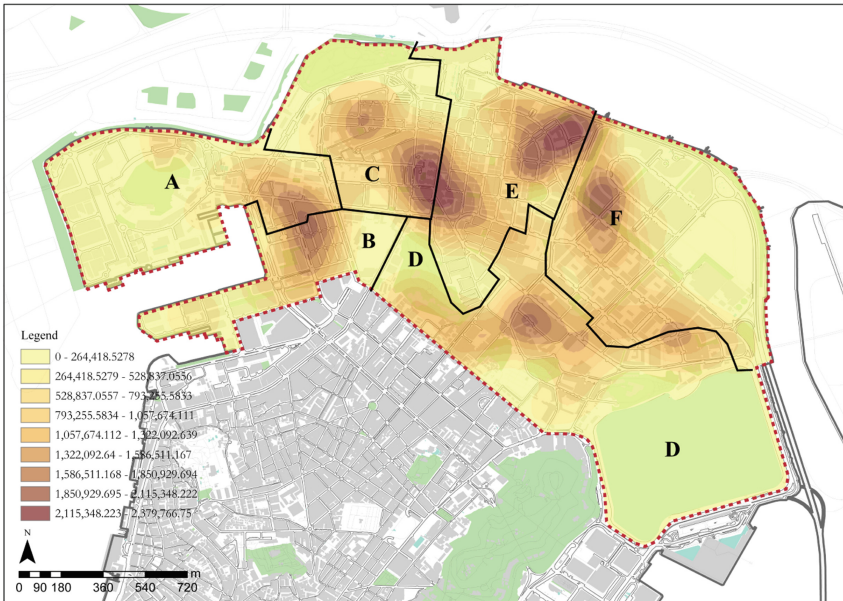 A
C
E
B
D
F
D
Legend
0 - 264,418.5278
264,418.5279 - 528,837.0556
528,837.0557 - 793,255.5833
793,255.5834 - 1,057,674.111
1,057,674.112 - 1,322,092.639
1,322,092.64 - 1,586,511.167
1,586,511.168 - 1,850,929.694
1,850,929.695 - 2,115,348.222
2,115,348.223 - 2,379,766.75
N
0 90 180 360 540 720 m